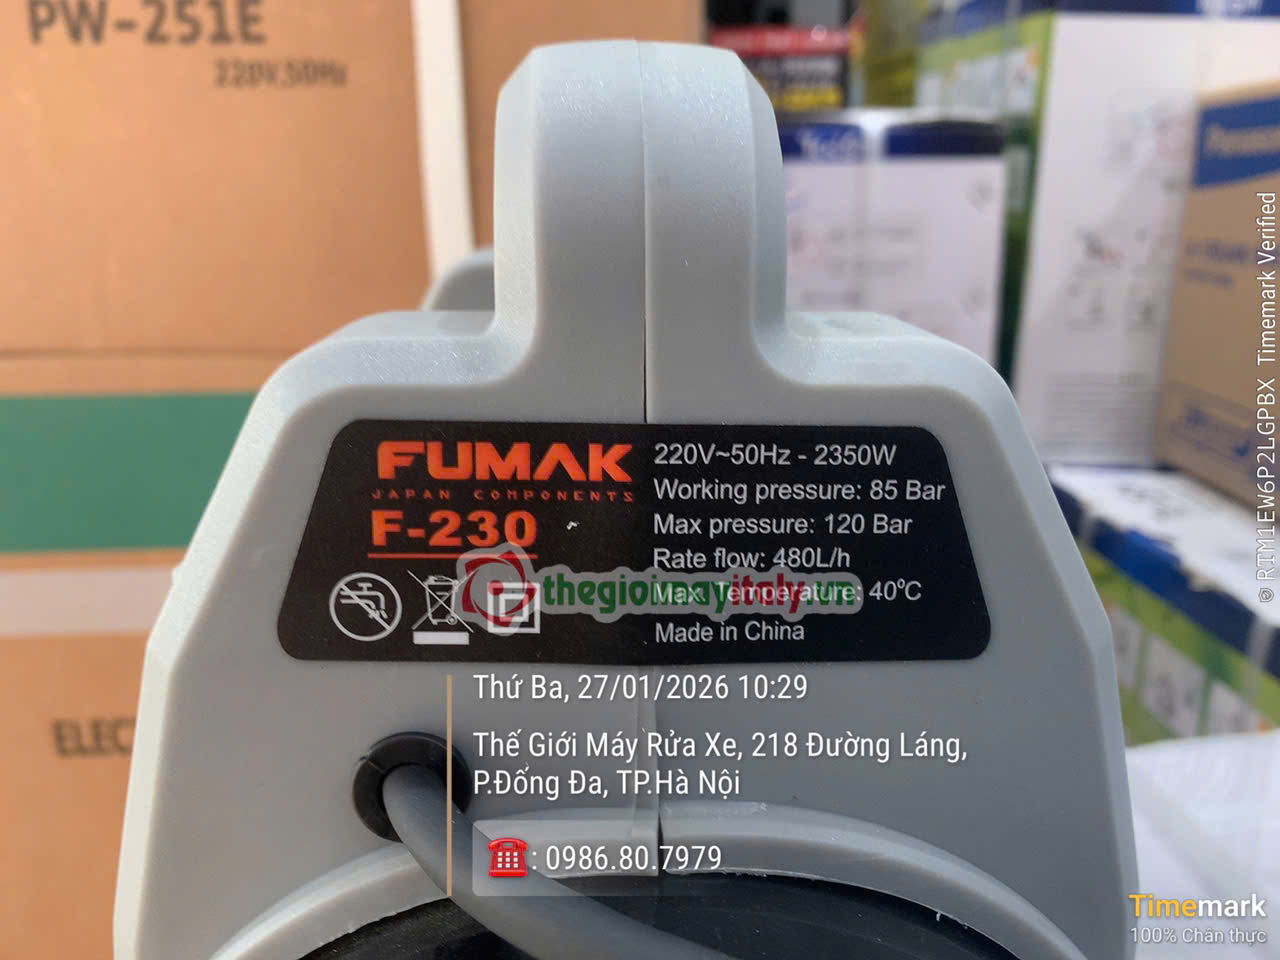 PW-251E
220V,50Hz
FUMAK
JAPAN COMPONENTS
F-230
220V~50Hz - 2350W
Working pressure: 85 Bar
Max pressure: 120 Bar
Rate flow: 480L/h
Max. Temperature: 40°C
Made in China
thegioimayitaly.vn
Thứ Ba, 27/01/2026 10:29
Thế Giới Máy Rửa Xe, 218 Đường Láng,
P.Đống Đa, TP.Hà Nội
☎: 0986.80.7979
ELEC
Panasonic
RTM1EW6P2LGPBX Timemark Verified
Timemark
100% Chân thực